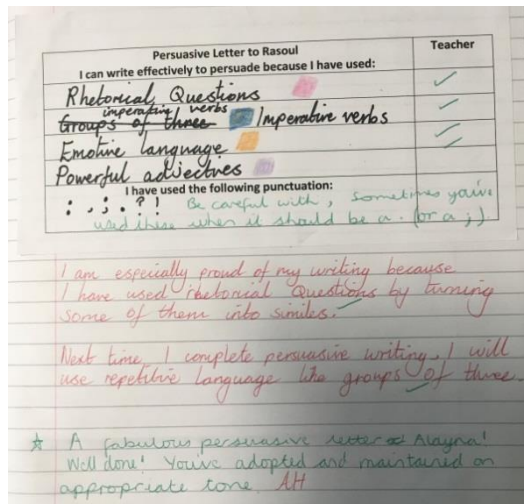 Persuasive Letter to Rasoul
Teacher
I can write effectively to persuade because I have used:
Rhetorical Questions
imperative verbs
Groups of three Imperative verbs
Emotive language
Powerful adjectives
I have used the following punctuation:
: , ; . ? ! Be careful with , sometimes you've
used these when it should be a . (or a ;).
I am especially proud of my writing because
I have used rhetorical Questions by turning
some of them into similes.
Next time I complete persuasive writing, I will
use repetitive language like groups of three.
A fabulous persuasive letter Alayna!
Well done! You've adopted and maintained an
appropriate tone. AH